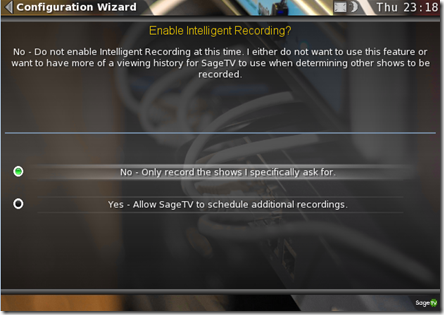 Configuration Wizard
Thu 23:18
Enable Intelligent Recording?
No - Do not enable Intelligent Recording at this time. I either do not want to use this feature or
want to have more of a viewing history for SageTV to use when determining other shows to be
recorded.
No - Only record the shows I specifically ask for.
Yes - Allow SageTV to schedule additional recordings.
SageTV